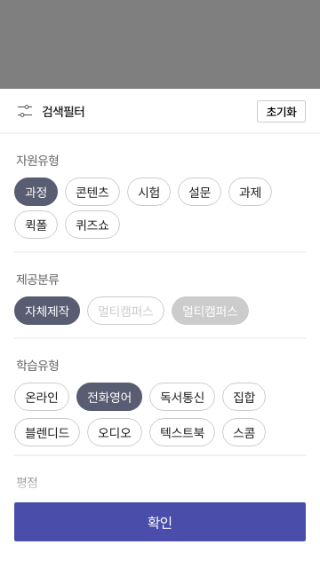 검색필터 초기화
자원유형
과정 콘텐츠 시험 설문 과제
퀵폴 퀴즈쇼
제공분류
자체제작 멀티캠퍼스 멀티캠퍼스
학습유형
온라인 전화영어 독서통신 집합
블렌디드 오디오 텍스트북 스콤
평점
확인